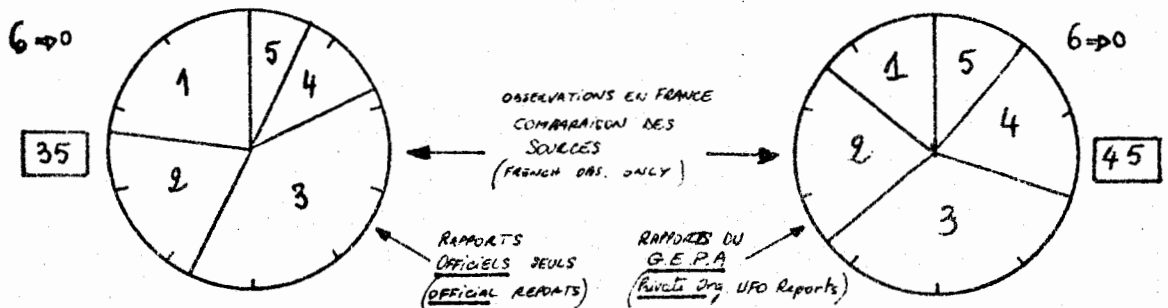 6 ⇒ 0
1
5
4
2
3
35
OBSERVATIONS EN FRANCE
COMPARAISON DES
SOURCES
(FRENCH OBS. ONLY)
RAPPORTS
OFFICIELS SEULS
(OFFICIAL REPORTS)
RAPPORTS DU
G.E.P.A
(Private Org. UFO Reports)
6 ⇒ 0
1
5
2
4
3
45